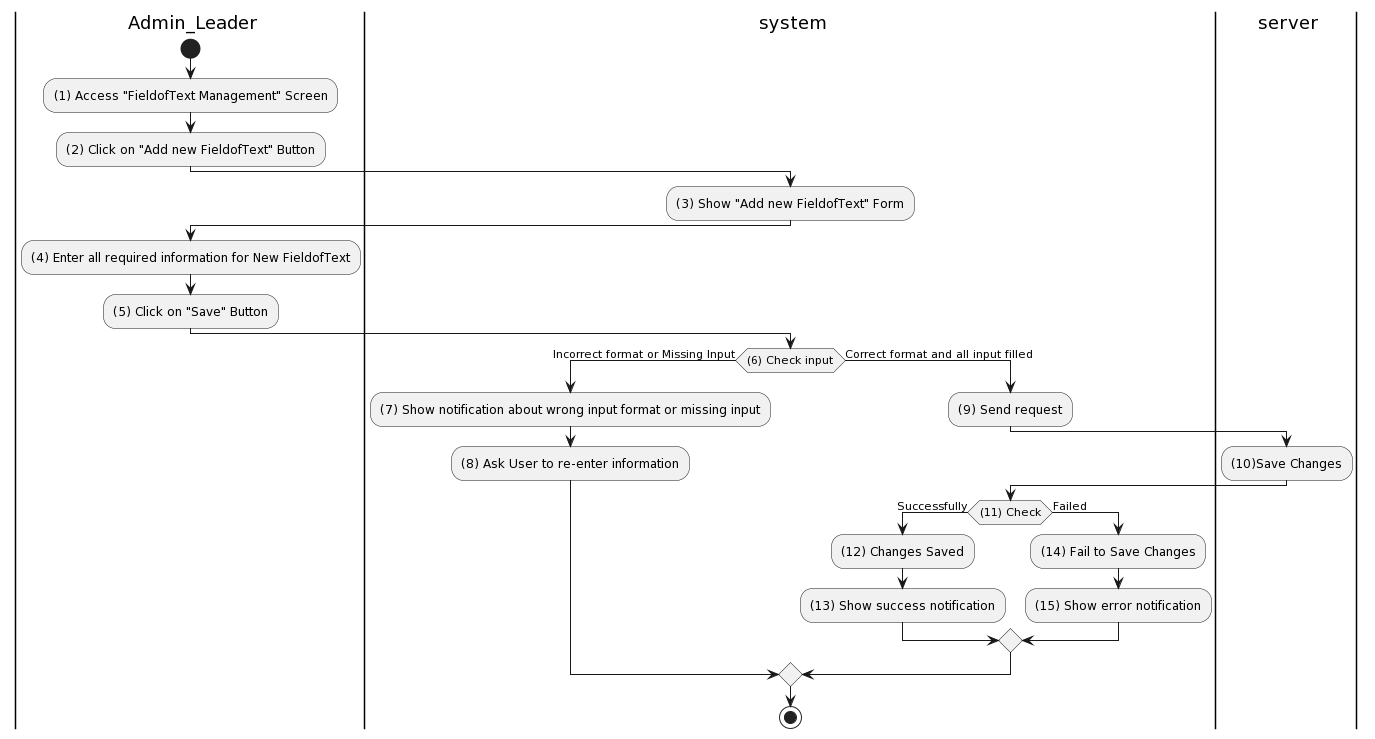 Admin_Leader
system
server
(1) Access "FieldofText Management" Screen
(2) Click on "Add new FieldofText" Button
(3) Show "Add new FieldofText" Form
(4) Enter all required information for New FieldofText
(5) Click on "Save" Button
Incorrect format or Missing Input
(6) Check input
Correct format and all input filled
(7) Show notification about wrong input format or missing input
(9) Send request
(8) Ask User to re-enter information
(10)Save Changes
Successfully
(11) Check
Failed
(12) Changes Saved
(14) Fail to Save Changes
(13) Show success notification
(15) Show error notification